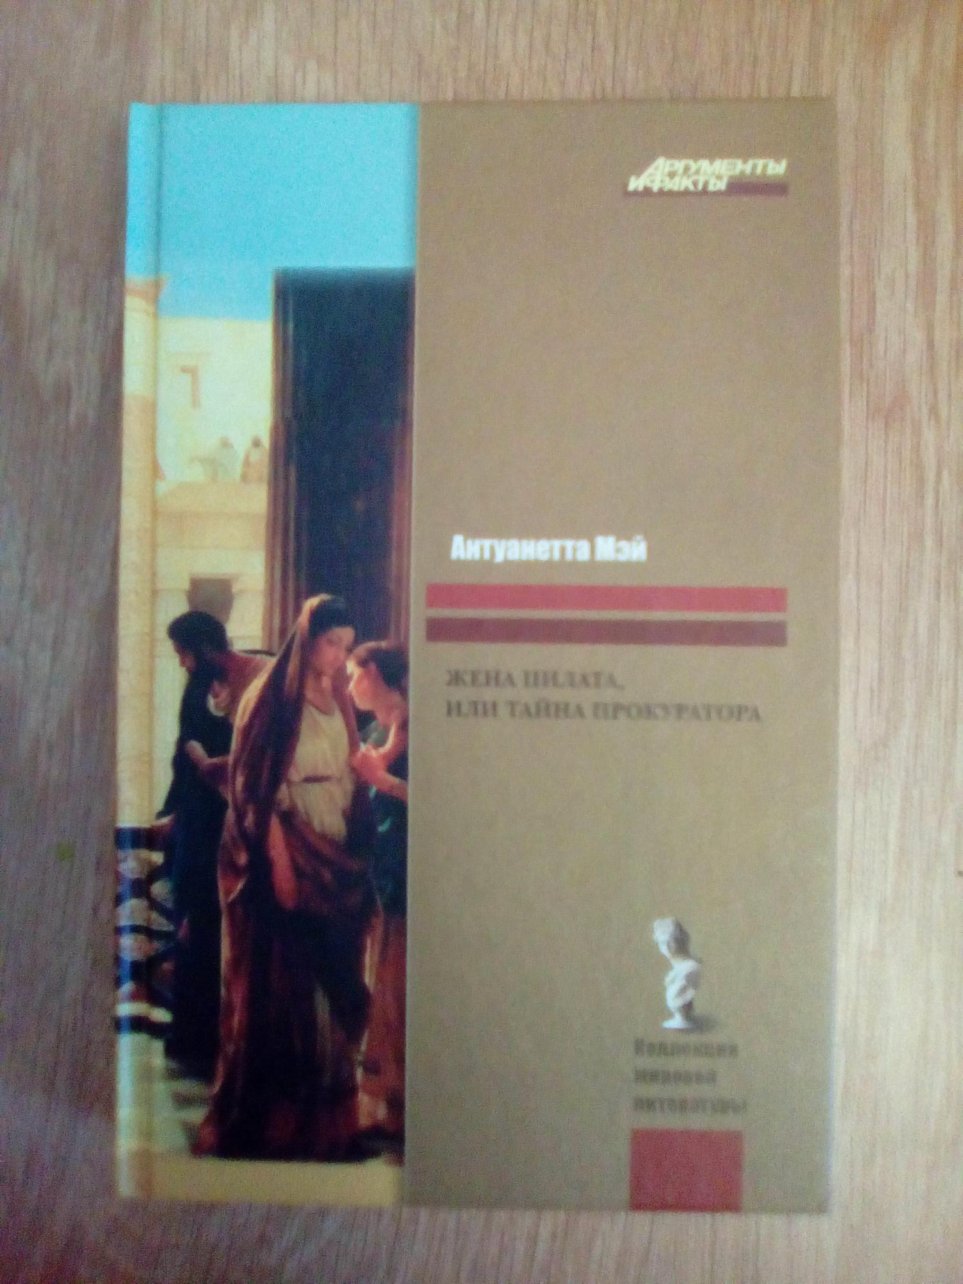 АРГУМЕНТЫ
И ФАКТЫ
Антуанетта Мэй
ЖЕНА ПИЛАТА,
ИЛИ ТАЙНА ПРОКУРАТОРА
Коллекция
мировой
литературы